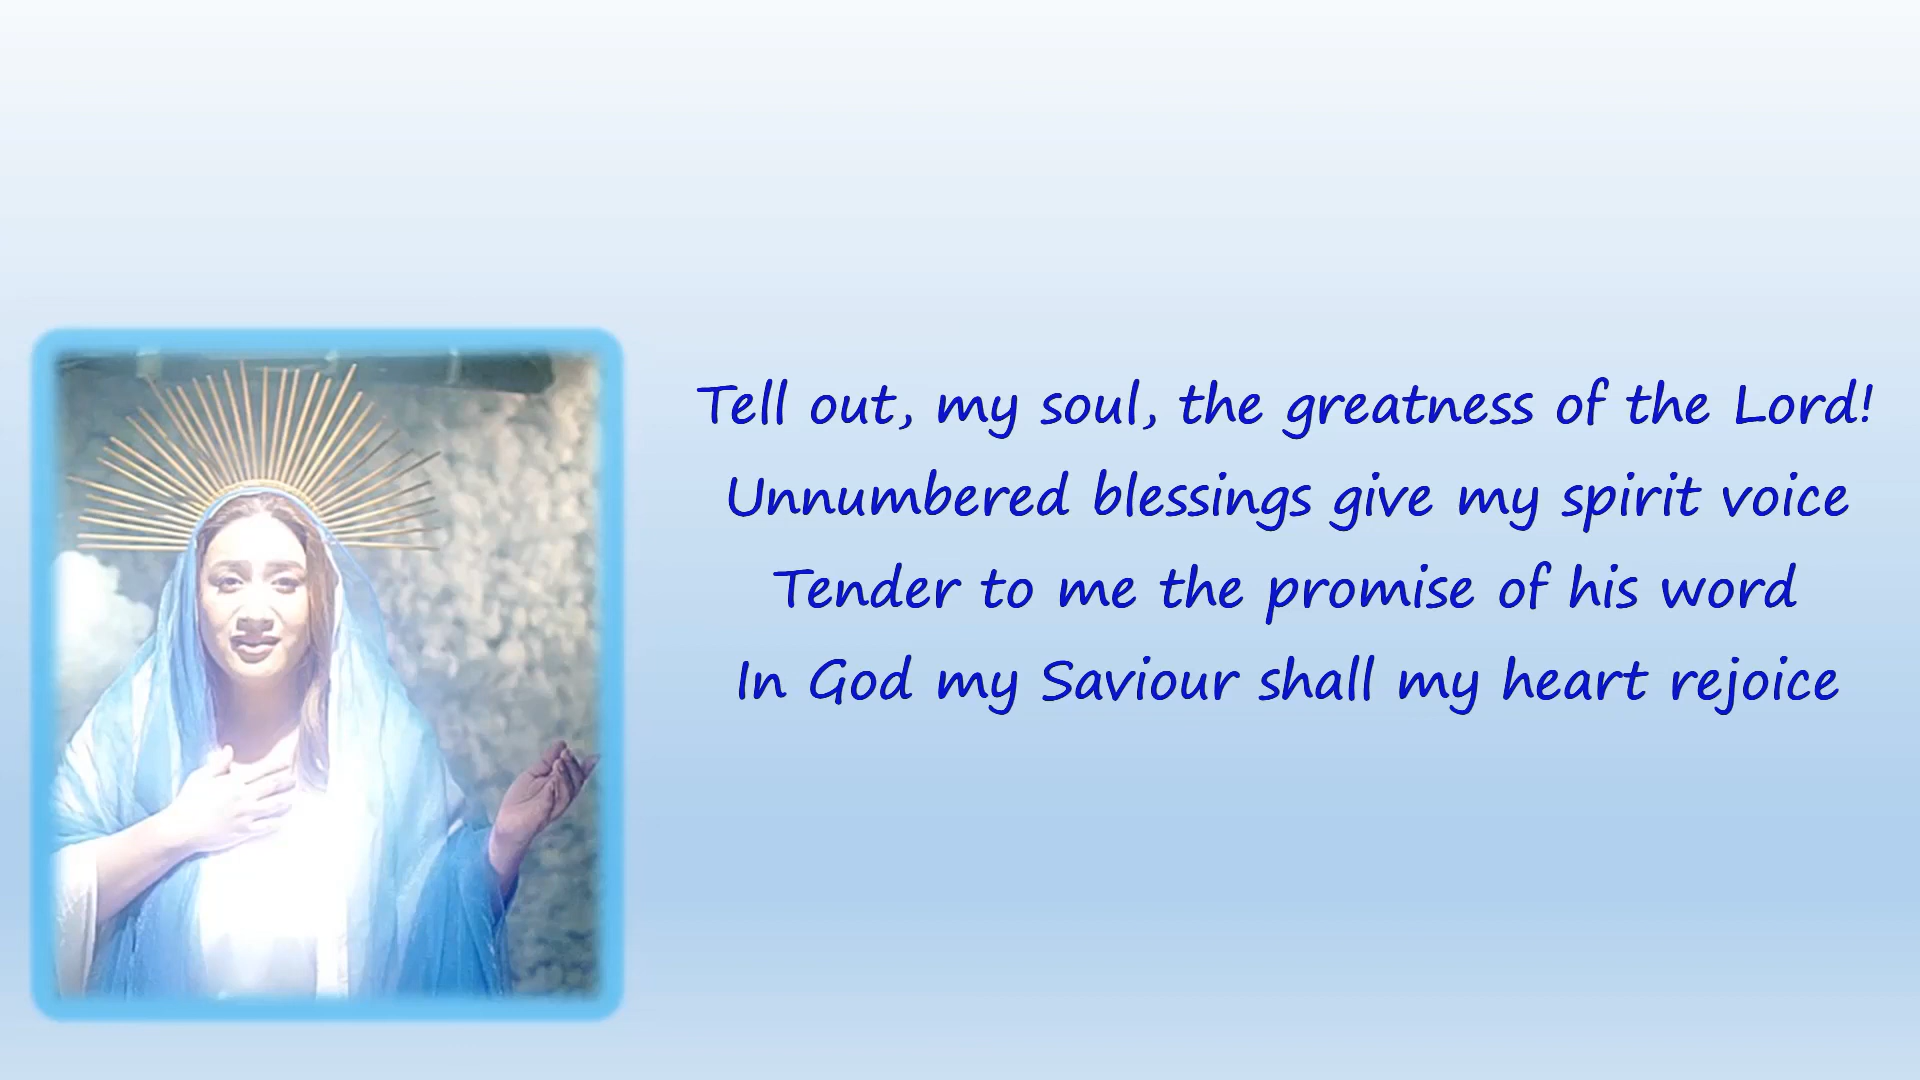 Tell out, my soul, the greatness of the Lord!
Unnumbered blessings give my spirit voice
Tender to me the promise of his word
In God my Saviour shall my heart rejoice